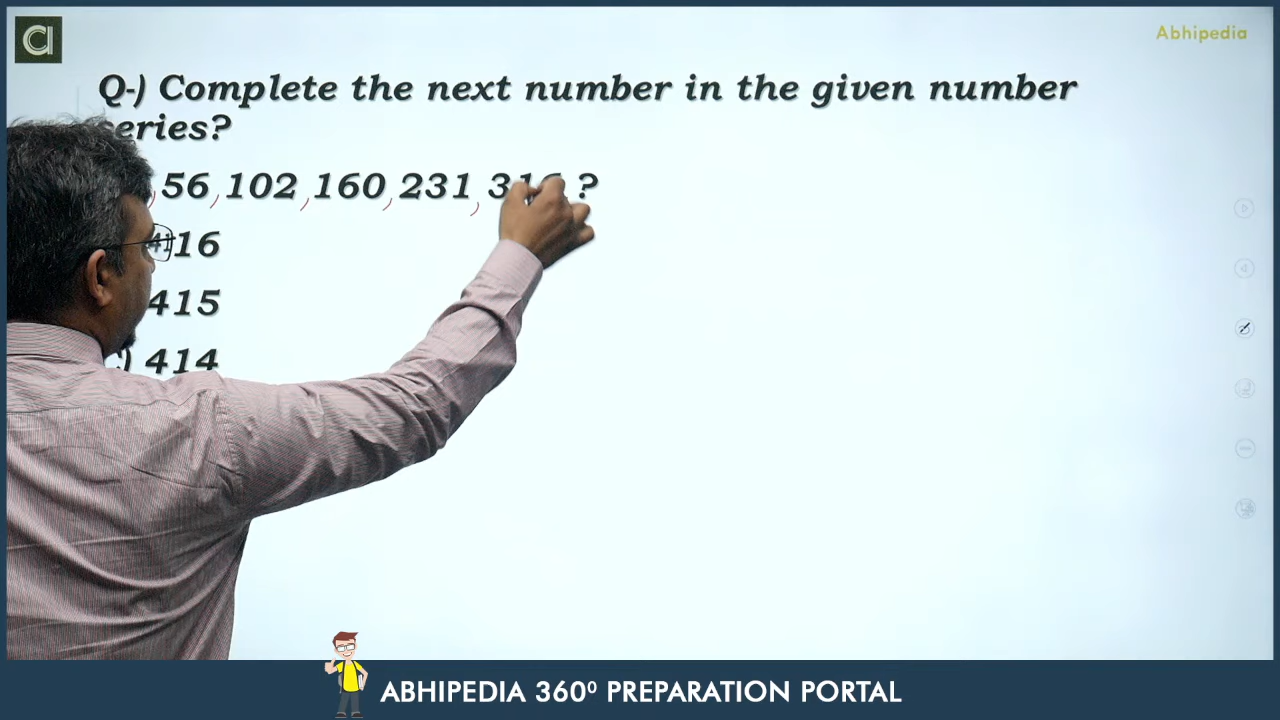 Abhipedia
Q-) Complete the next number in the given number
series?
, 56, 102, 160, 231, ?
416
415
) 414
ABHIPEDIA 360⁰ PREPARATION PORTAL